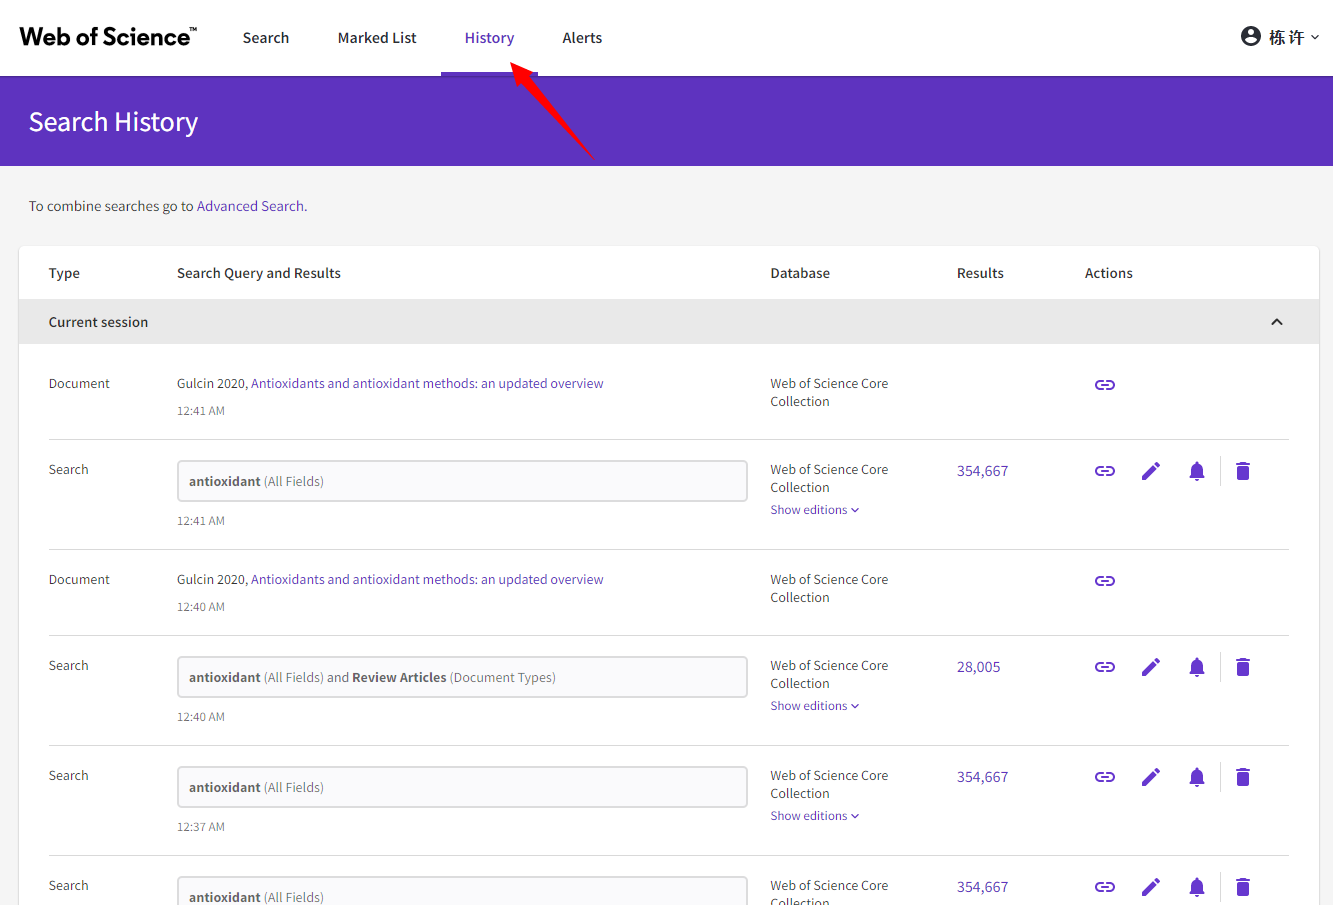 Web of Science™ Search Marked List History Alerts 栋 许
Search History
To combine searches go to Advanced Search.
Type Search Query and Results Database Results Actions
Current session
Document Gulcin 2020, Antioxidants and antioxidant methods: an updated overview Web of Science Core
Collection
12:41 AM
Search antioxidant (All Fields) Web of Science Core 354,667
Collection
Show editions
12:41 AM
Document Gulcin 2020, Antioxidants and antioxidant methods: an updated overview Web of Science Core
Collection
12:40 AM
Search antioxidant (All Fields) and Review Articles (Document Types) Web of Science Core 28,005
Collection
Show editions
12:40 AM
Search antioxidant (All Fields) Web of Science Core 354,667
Collection
Show editions
12:37 AM
Search antioxidant (All Fields) Web of Science Core 354,667
Collection